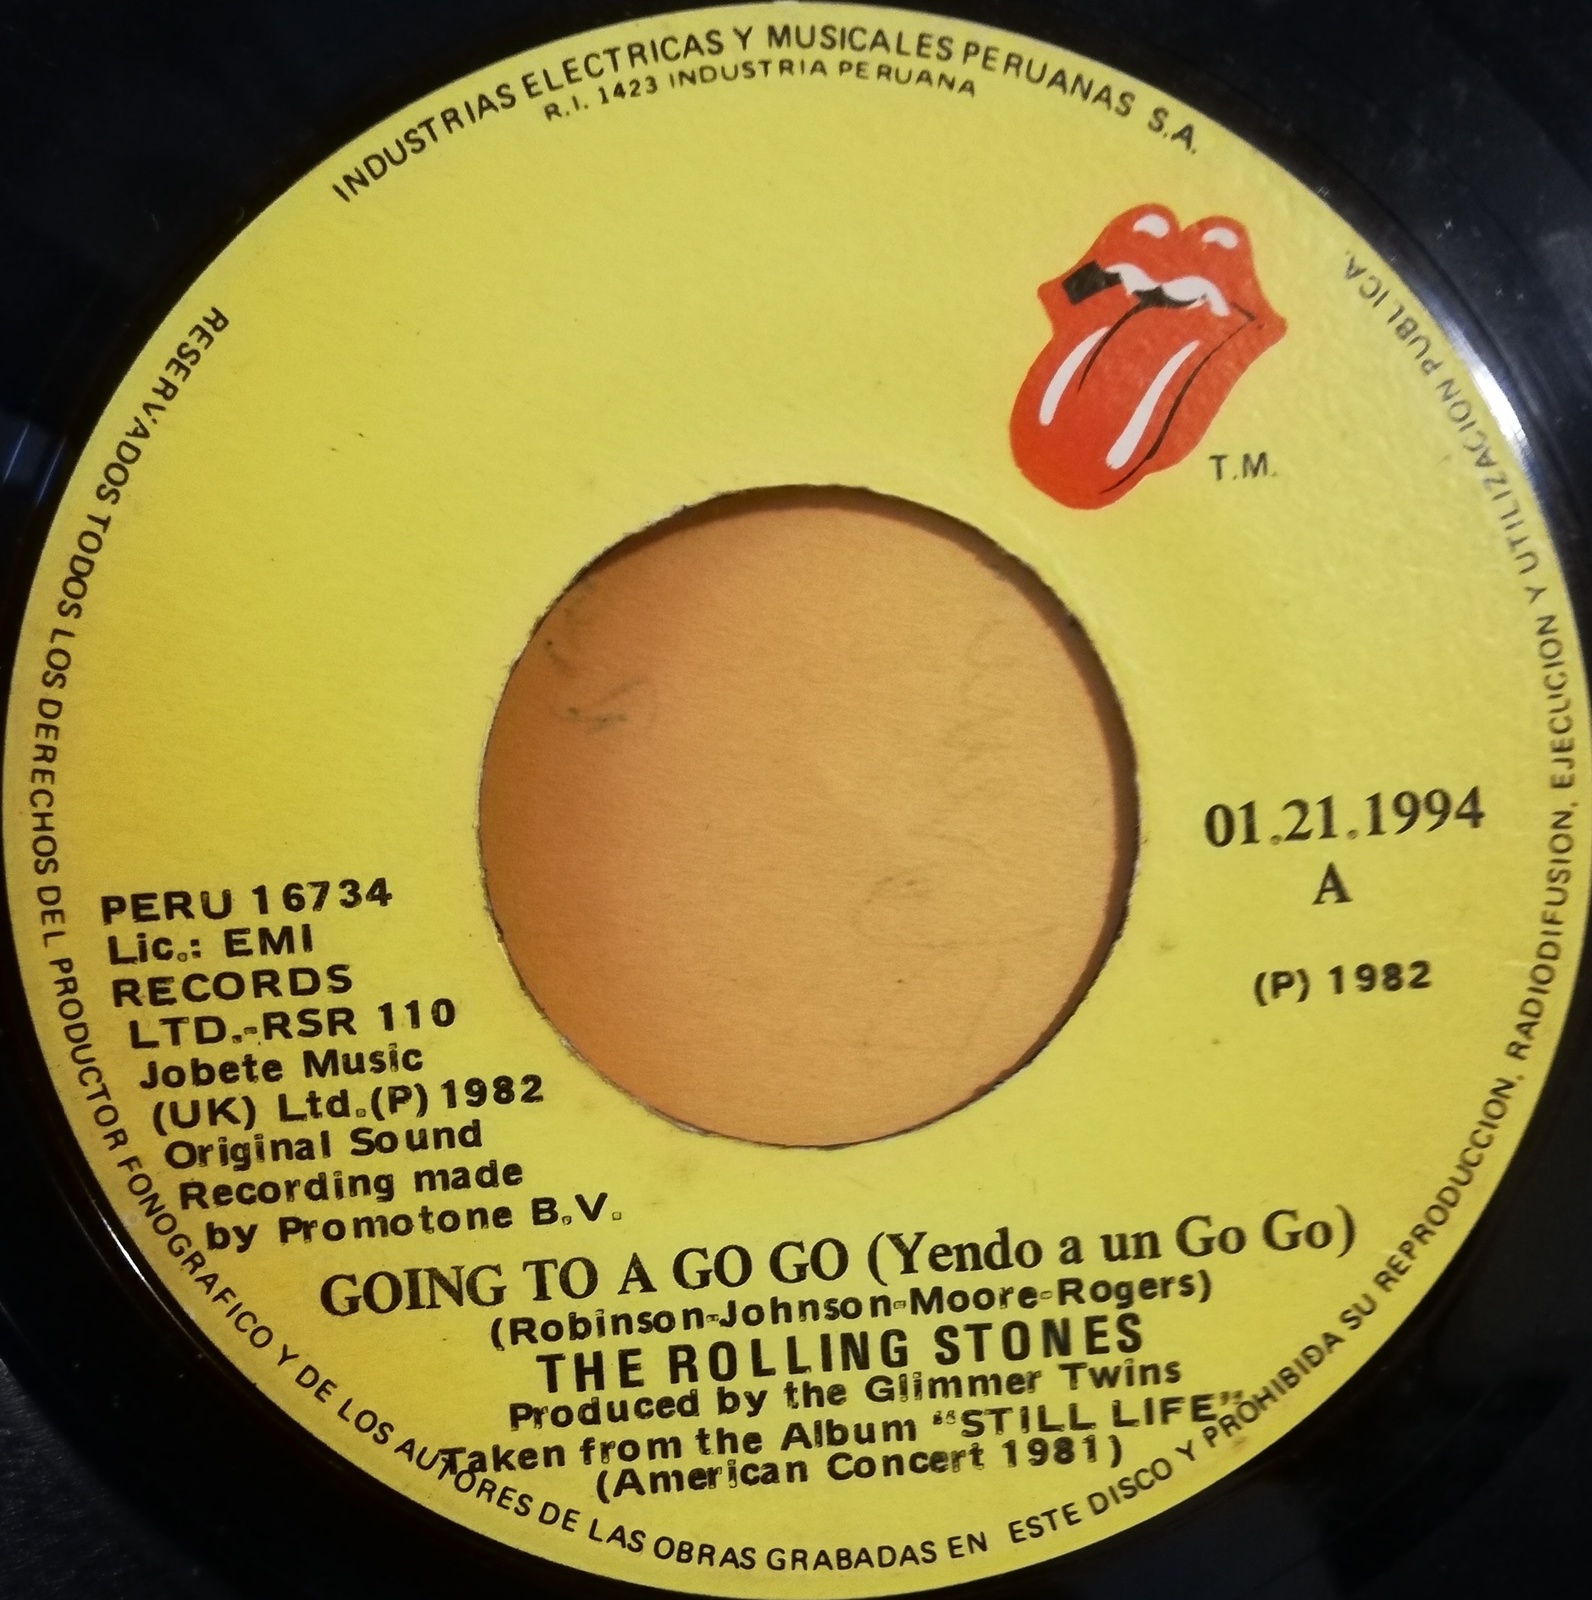 INDUSTRIAS ELECTRICAS Y MUSICALES PERUANAS S.A.
R.I. 1423 INDUSTRIA PERUANA
T.M.
01.21.1994
A
(P) 1982
PERU 16734
Lic.: EMI
RECORDS
LTD.-RSR 110
Jobete Music
(UK) Ltd.(P) 1982
Original Sound
Recording made
by Promotone B.V.
GOING TO A GO GO (Yendo a un Go Go)
(Robinson-Johnson-Moore-Rogers)
THE ROLLING STONES
Produced by the Glimmer Twins
Taken from the Album "STILL LIFE"
(American Concert 1981)
RESERVADOS TODOS LOS DERECHOS DEL PRODUCTOR FONOGRAFICO Y DE LOS AUTORES DE LAS OBRAS GRABADAS EN ESTE DISCO Y PROHIBIDA SU REPRODUCCION, RADIODIFUSION, EJECUCION Y UTILIZACION PUBLICA.